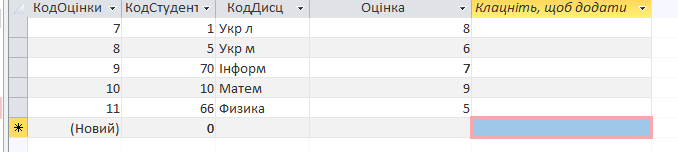 КодОцінки КодСтудент КодДисц Оцінка Клацніть, щоб додати
7 1 Укр л 8
8 5 Укр м 6
9 70 Інформ 7
10 10 Матем 9
11 66 Физика 5
* (Новий) 0